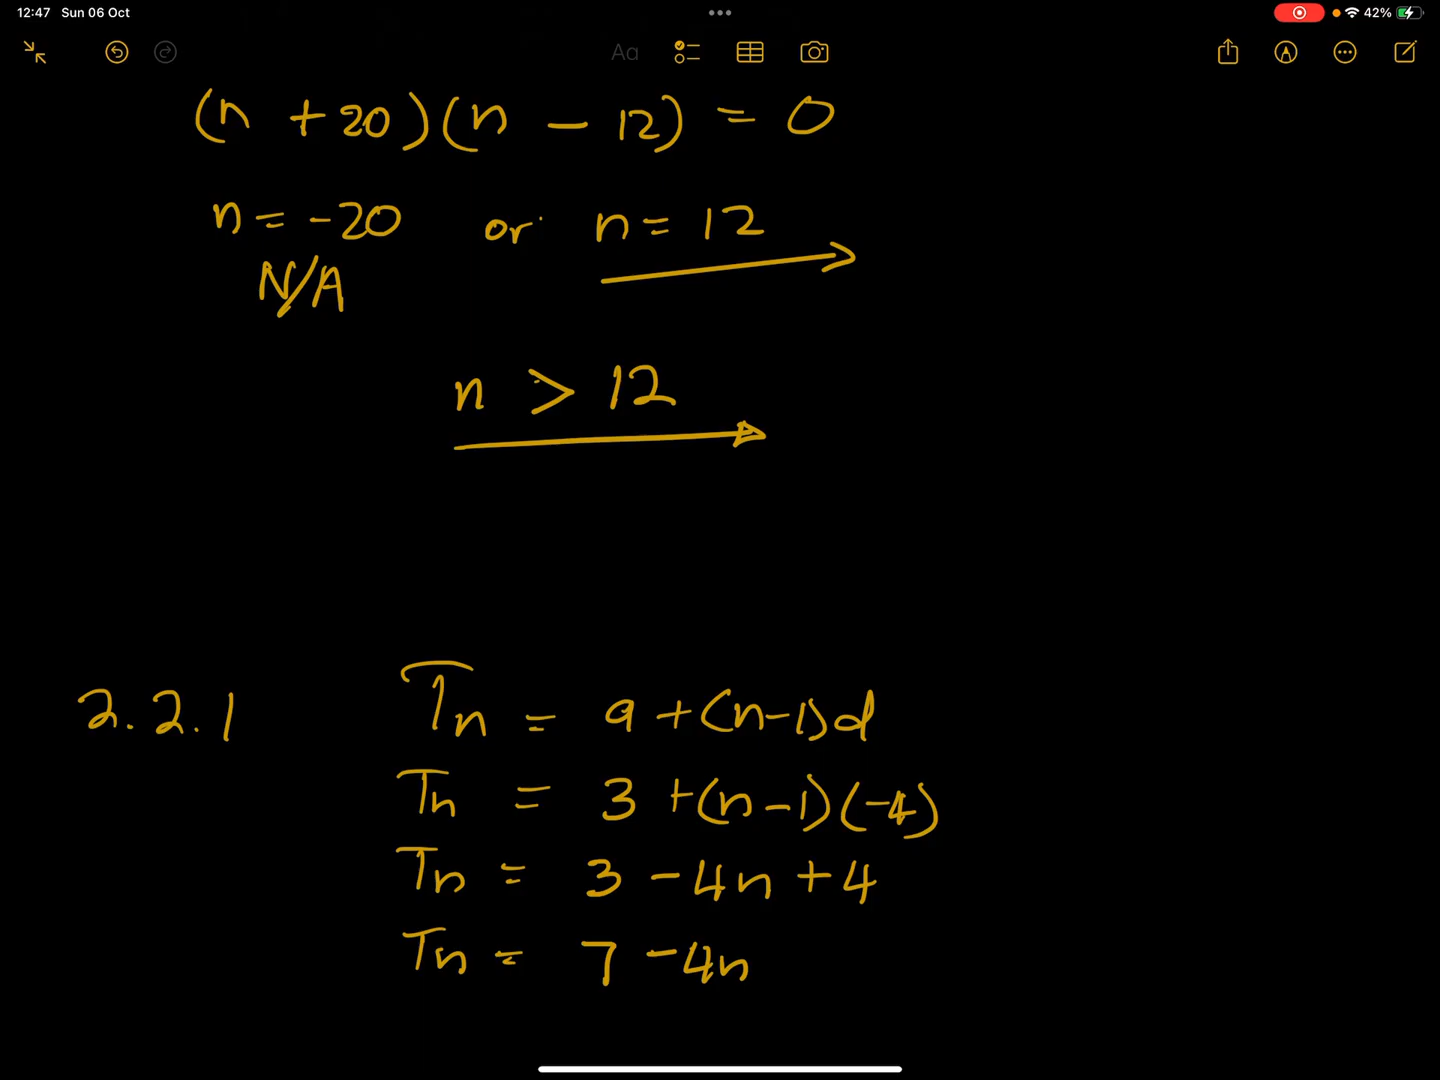 12:47 Sun 06 Oct
42%
Aa
(n + 20)(n - 12) = 0
n = -20 or n = 12
N/A
n > 12
2.2.1 Tn = a + (n-1)d
Tn = 3 + (n-1)(-4)
Tn = 3 - 4n + 4
Tn = 7 - 4n